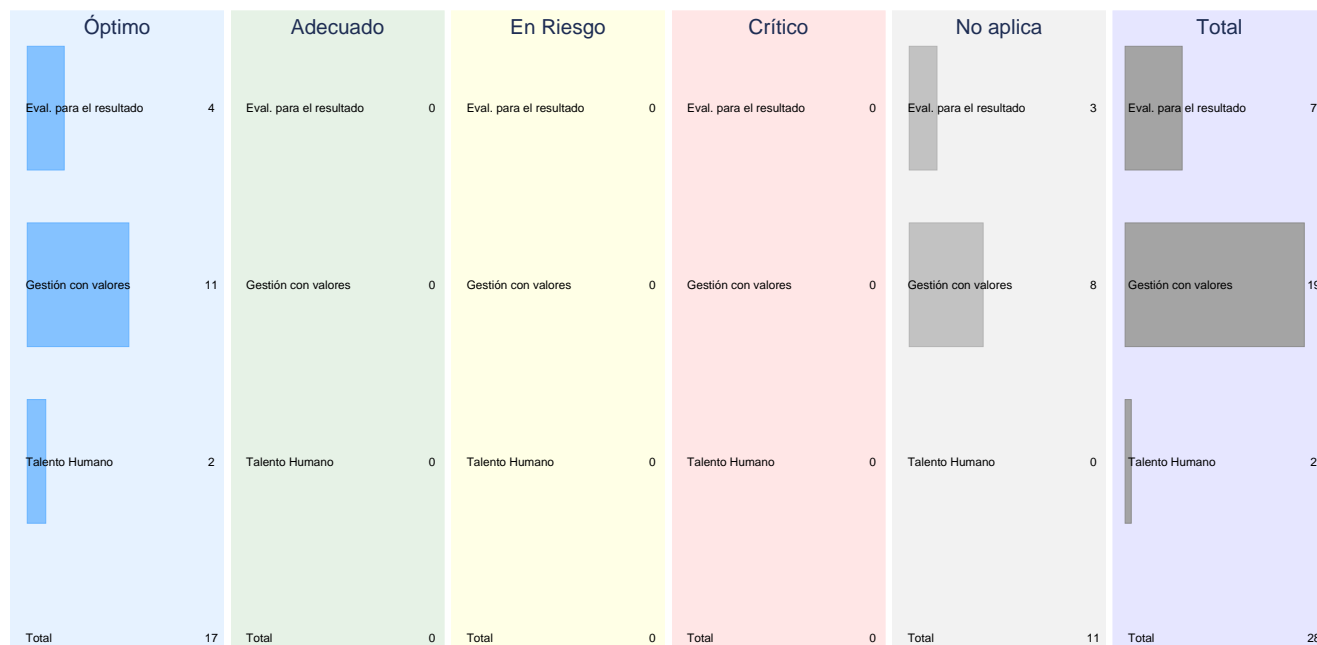 Óptimo Adecuado En Riesgo Crítico No aplica Total
Eval. para el resultado 4 Eval. para el resultado 0 Eval. para el resultado 0 Eval. para el resultado 0 Eval. para el resultado 3 Eval. para el resultado 7
Gestión con valores 11 Gestión con valores 0 Gestión con valores 0 Gestión con valores 0 Gestión con valores 8 Gestión con valores 19
Talento Humano 2 Talento Humano 0 Talento Humano 0 Talento Humano 0 Talento Humano 0 Talento Humano 2
Total 17 Total 0 Total 0 Total 0 Total 11 Total 28